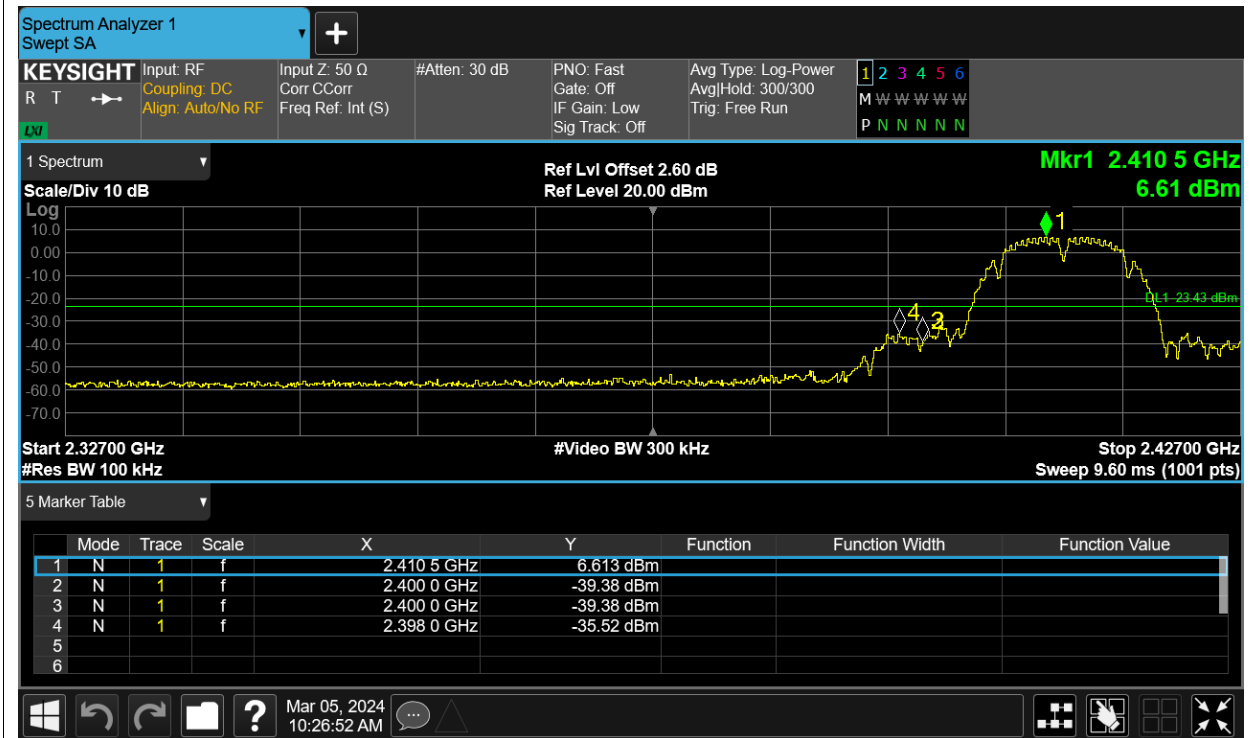 Spectrum Analyzer 1
Swept SA
KEYSIGHT
R T
LXI
Input: RF
Coupling: DC
Align: Auto/No RF
Input Z: 50 Ω
Corr CCorr
Freq Ref: Int (S)
#Atten: 30 dB
PNO: Fast
Gate: Off
IF Gain: Low
Sig Track: Off
Avg Type: Log-Power
Avg|Hold: 300/300
Trig: Free Run
1 2 3 4 5 6
M W W W W W
P N N N N N
1 Spectrum
Scale/Div 10 dB
Ref Lvl Offset 2.60 dB
Ref Level 20.00 dBm
Mkr1 2.410 5 GHz
6.61 dBm
Log
10.0
0.00
-10.0
-20.0
-30.0
-40.0
-50.0
-60.0
-70.0
1
4
DL1 -23.43 dBm
Start 2.32700 GHz
#Video BW 300 kHz
Stop 2.42700 GHz
#Res BW 100 kHz
Sweep 9.60 ms (1001 pts)
5 Marker Table
Mode Trace Scale X Y Function Function Width Function Value
1 N 1 f 2.410 5 GHz 6.613 dBm
2 N 1 f 2.400 0 GHz -39.38 dBm
3 N 1 f 2.400 0 GHz -39.38 dBm
4 N 1 f 2.398 0 GHz -35.52 dBm
5
6
?
Mar 05, 2024
10:26:52 AM